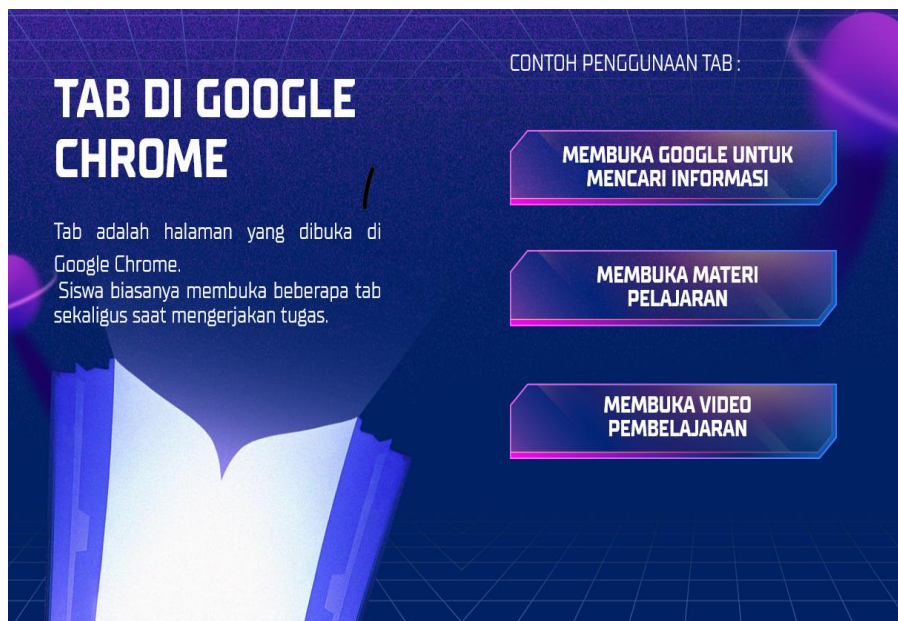 TAB DI GOOGLE
CHROME
Tab adalah halaman yang dibuka di
Google Chrome.
Siswa biasanya membuka beberapa tab
sekaligus saat mengerjakan tugas.
CONTOH PENGGUNAAN TAB :
MEMBUKA GOOGLE UNTUK
MENCARI INFORMASI
MEMBUKA MATERI
PELAJARAN
MEMBUKA VIDEO
PEMBELAJARAN